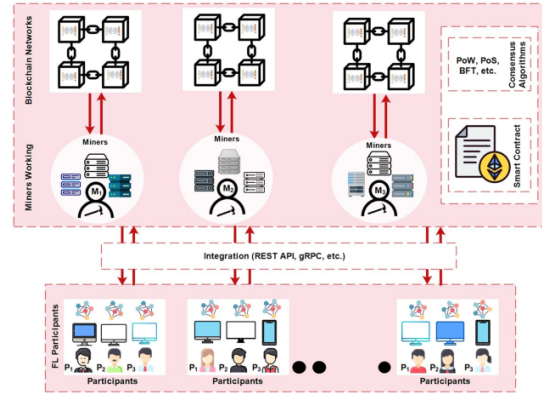 Blockchain Networks
PoW, PoS,
BFT, etc.
Consensus
Algorithms
Miners
Miners
Miners
Miners Working
M1
M2
M3
Smart Contract
Integration (REST API, gRPC, etc.)
FL Participants
P1 P2 P3
P1 P2 P3
P1 P2 P3
Participants
Participants
Participants